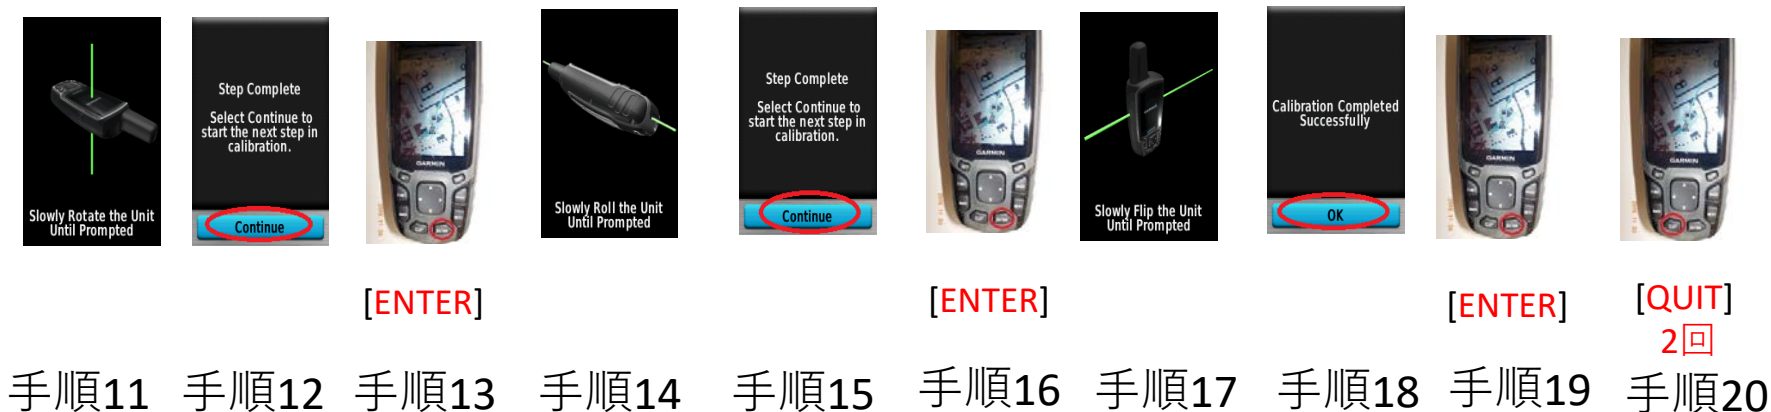 Slowly Rotate the Unit
Until Prompted
Step Complete
Select Continue to
start the next step in
calibration.
Continue
GARMIN
Slowly Roll the Unit
Until Prompted
Step Complete
Select Continue to
start the next step in
calibration.
Continue
GARMIN
Slowly Flip the Unit
Until Prompted
Calibration Completed
Successfully
OK
GARMIN
GARMIN
[ENTER]
[ENTER]
[ENTER]
[QUIT]
2回
手順11
手順12
手順13
手順14
手順15
手順16
手順17
手順18
手順19
手順20